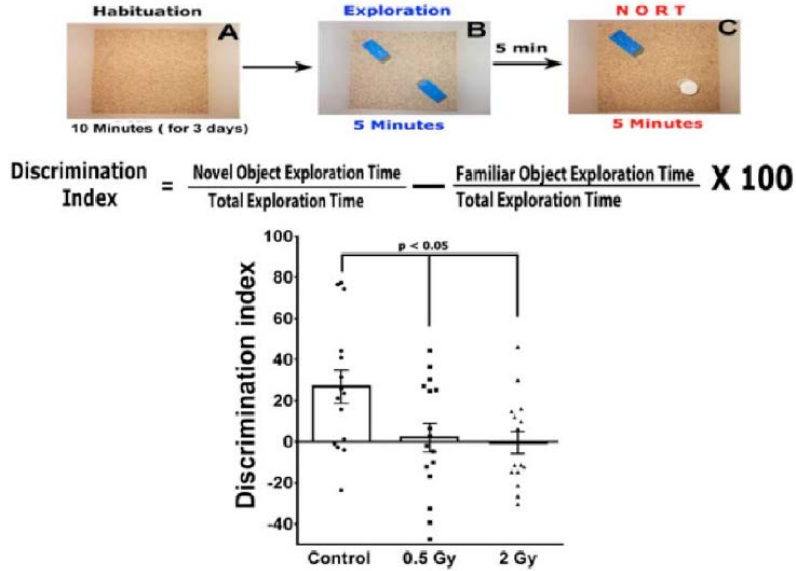 Habituation
Exploration
N O R T
A
B
C
5 min
10 Minutes ( for 3 days)
5 Minutes
5 Minutes
Discrimination Index = Novel Object Exploration Time / Total Exploration Time — Familiar Object Exploration Time / Total Exploration Time X 100
p < 0.05
Discrimination index
100
80
60
40
20
0
-20
-40
Control 0.5 Gy 2 Gy